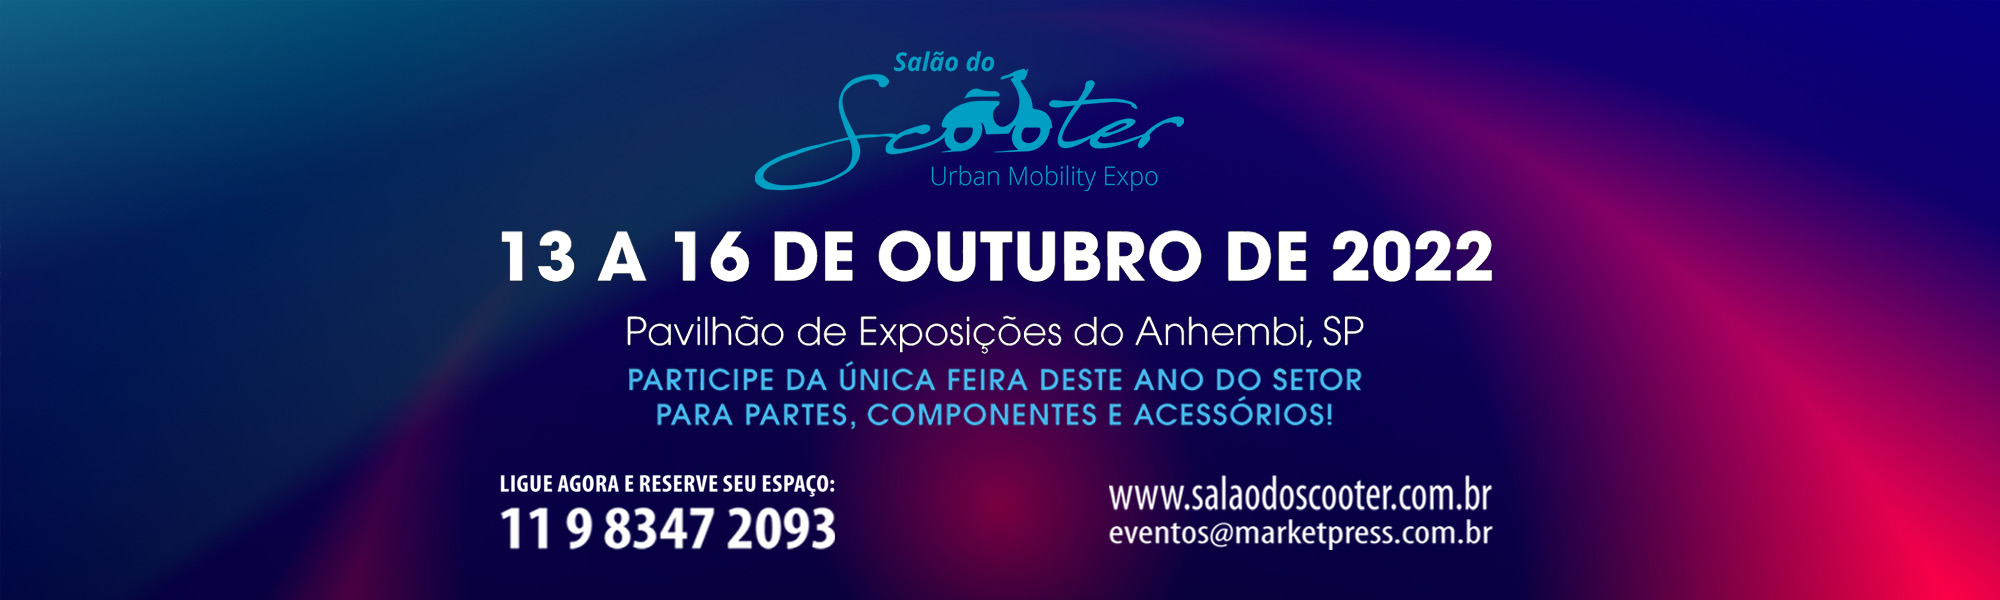 Salão do
Scooter
Urban Mobility Expo
13 A 16 DE OUTUBRO DE 2022
Pavilhão de Exposições do Anhembi, SP
PARTICIPE DA ÚNICA FEIRA DESTE ANO DO SETOR
PARA PARTES, COMPONENTES E ACESSÓRIOS!
LIGUE AGORA E RESERVE SEU ESPAÇO:
11 9 8347 2093
www.salaodoscooter.com.br
eventos@marketpress.com.br